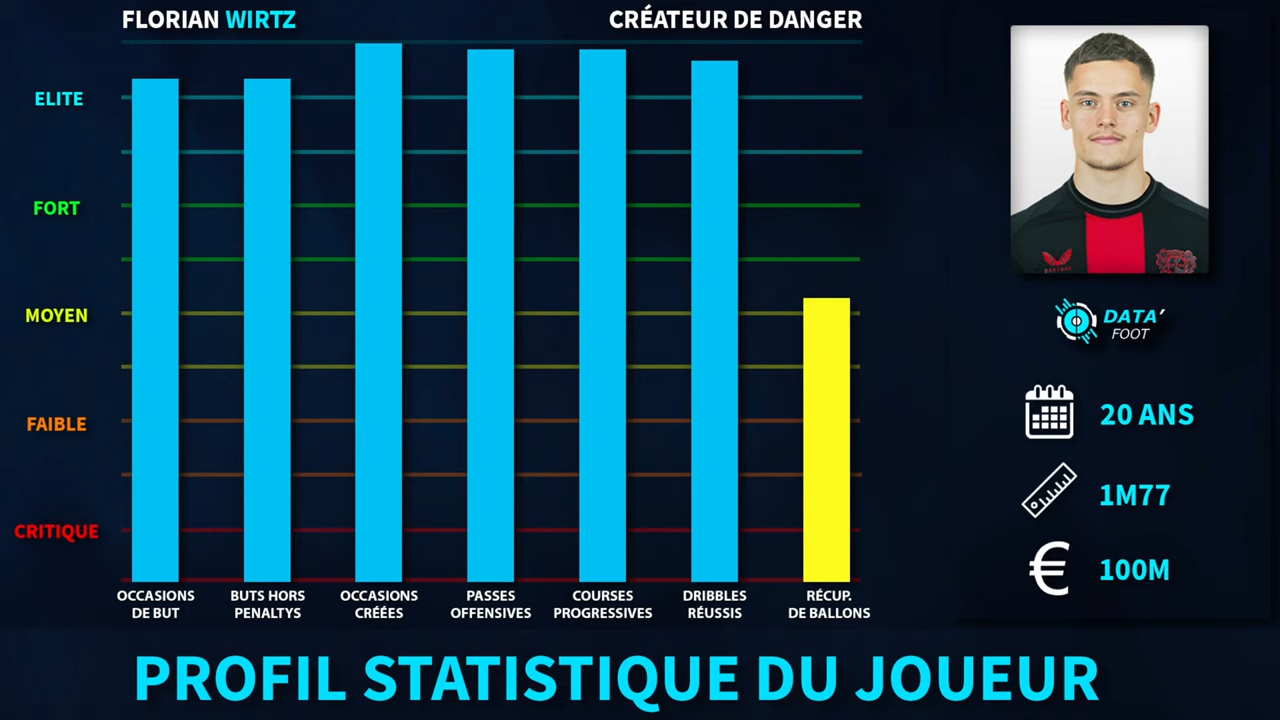 FLORIAN WIRTZ
CRÉATEUR DE DANGER
ELITE
FORT
MOYEN
FAIBLE
CRITIQUE
OCCASIONS
DE BUT
BUTS HORS
PENALTYS
OCCASIONS
CRÉÉES
PASSES
OFFENSIVES
COURSES
PROGRESSIVES
DRIBBLES
RÉUSSIS
RÉCUP.
DE BALLONS
DATA’
FOOT
20 ANS
1M77
€
100M
PROFIL STATISTIQUE DU JOUEUR